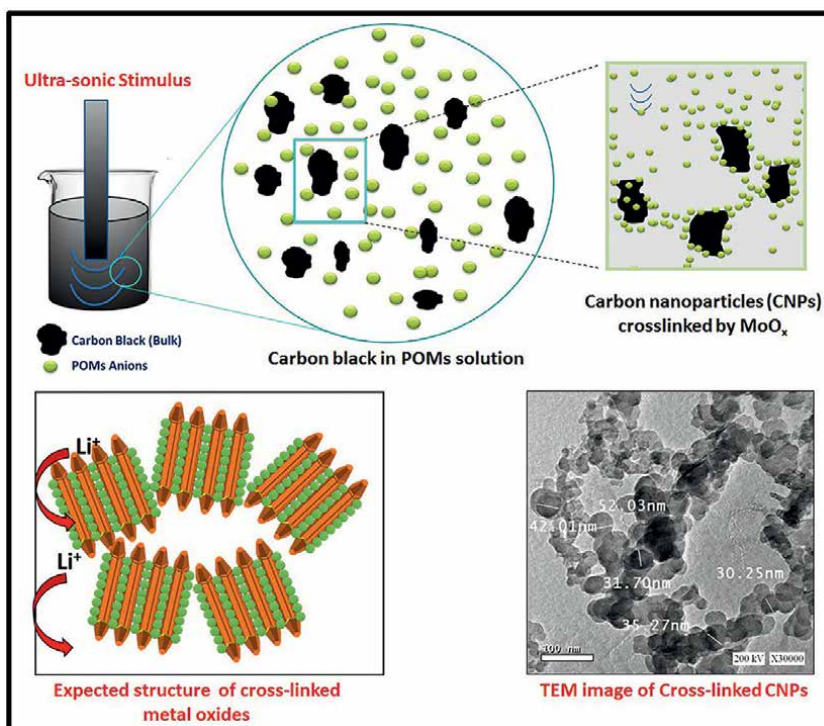 Ultra-sonic Stimulus
Carbon Black (Bulk)
POMs Anions
Carbon black in POMs solution
Carbon nanoparticles (CNPs)
crosslinked by MoOₓ
Li⁺
Li⁺
Expected structure of cross-linked
metal oxides
52.03nm
42.01nm
31.70nm
30.25nm
35.27nm
100 nm
200 kV X30000
TEM image of Cross-linked CNPs